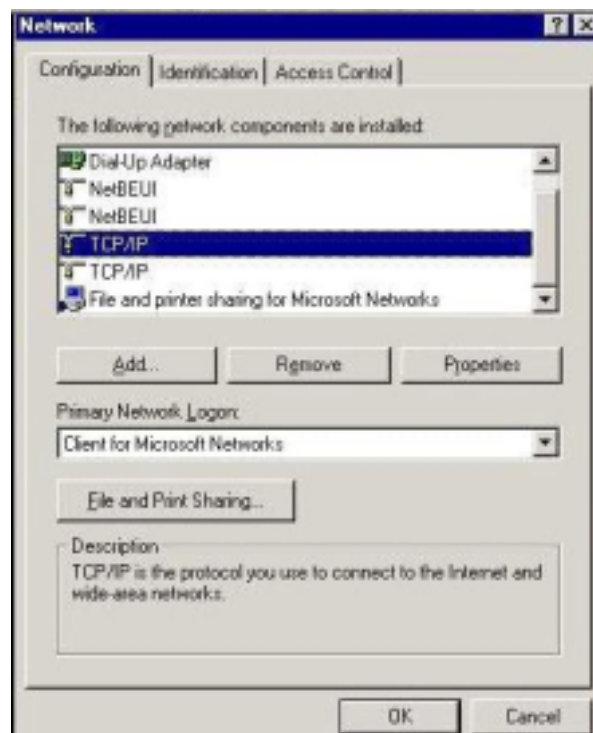 Network
Configuration Identification Access Control
The following network components are installed:
Dial-Up Adapter
NetBEUI
NetBEUI
TCP/IP
TCP/IP
File and printer sharing for Microsoft Networks
Add... Remove Properties
Primary Network Logon:
Client for Microsoft Networks
File and Print Sharing...
Description
TCP/IP is the protocol you use to connect to the Internet and
wide-area networks.
OK Cancel